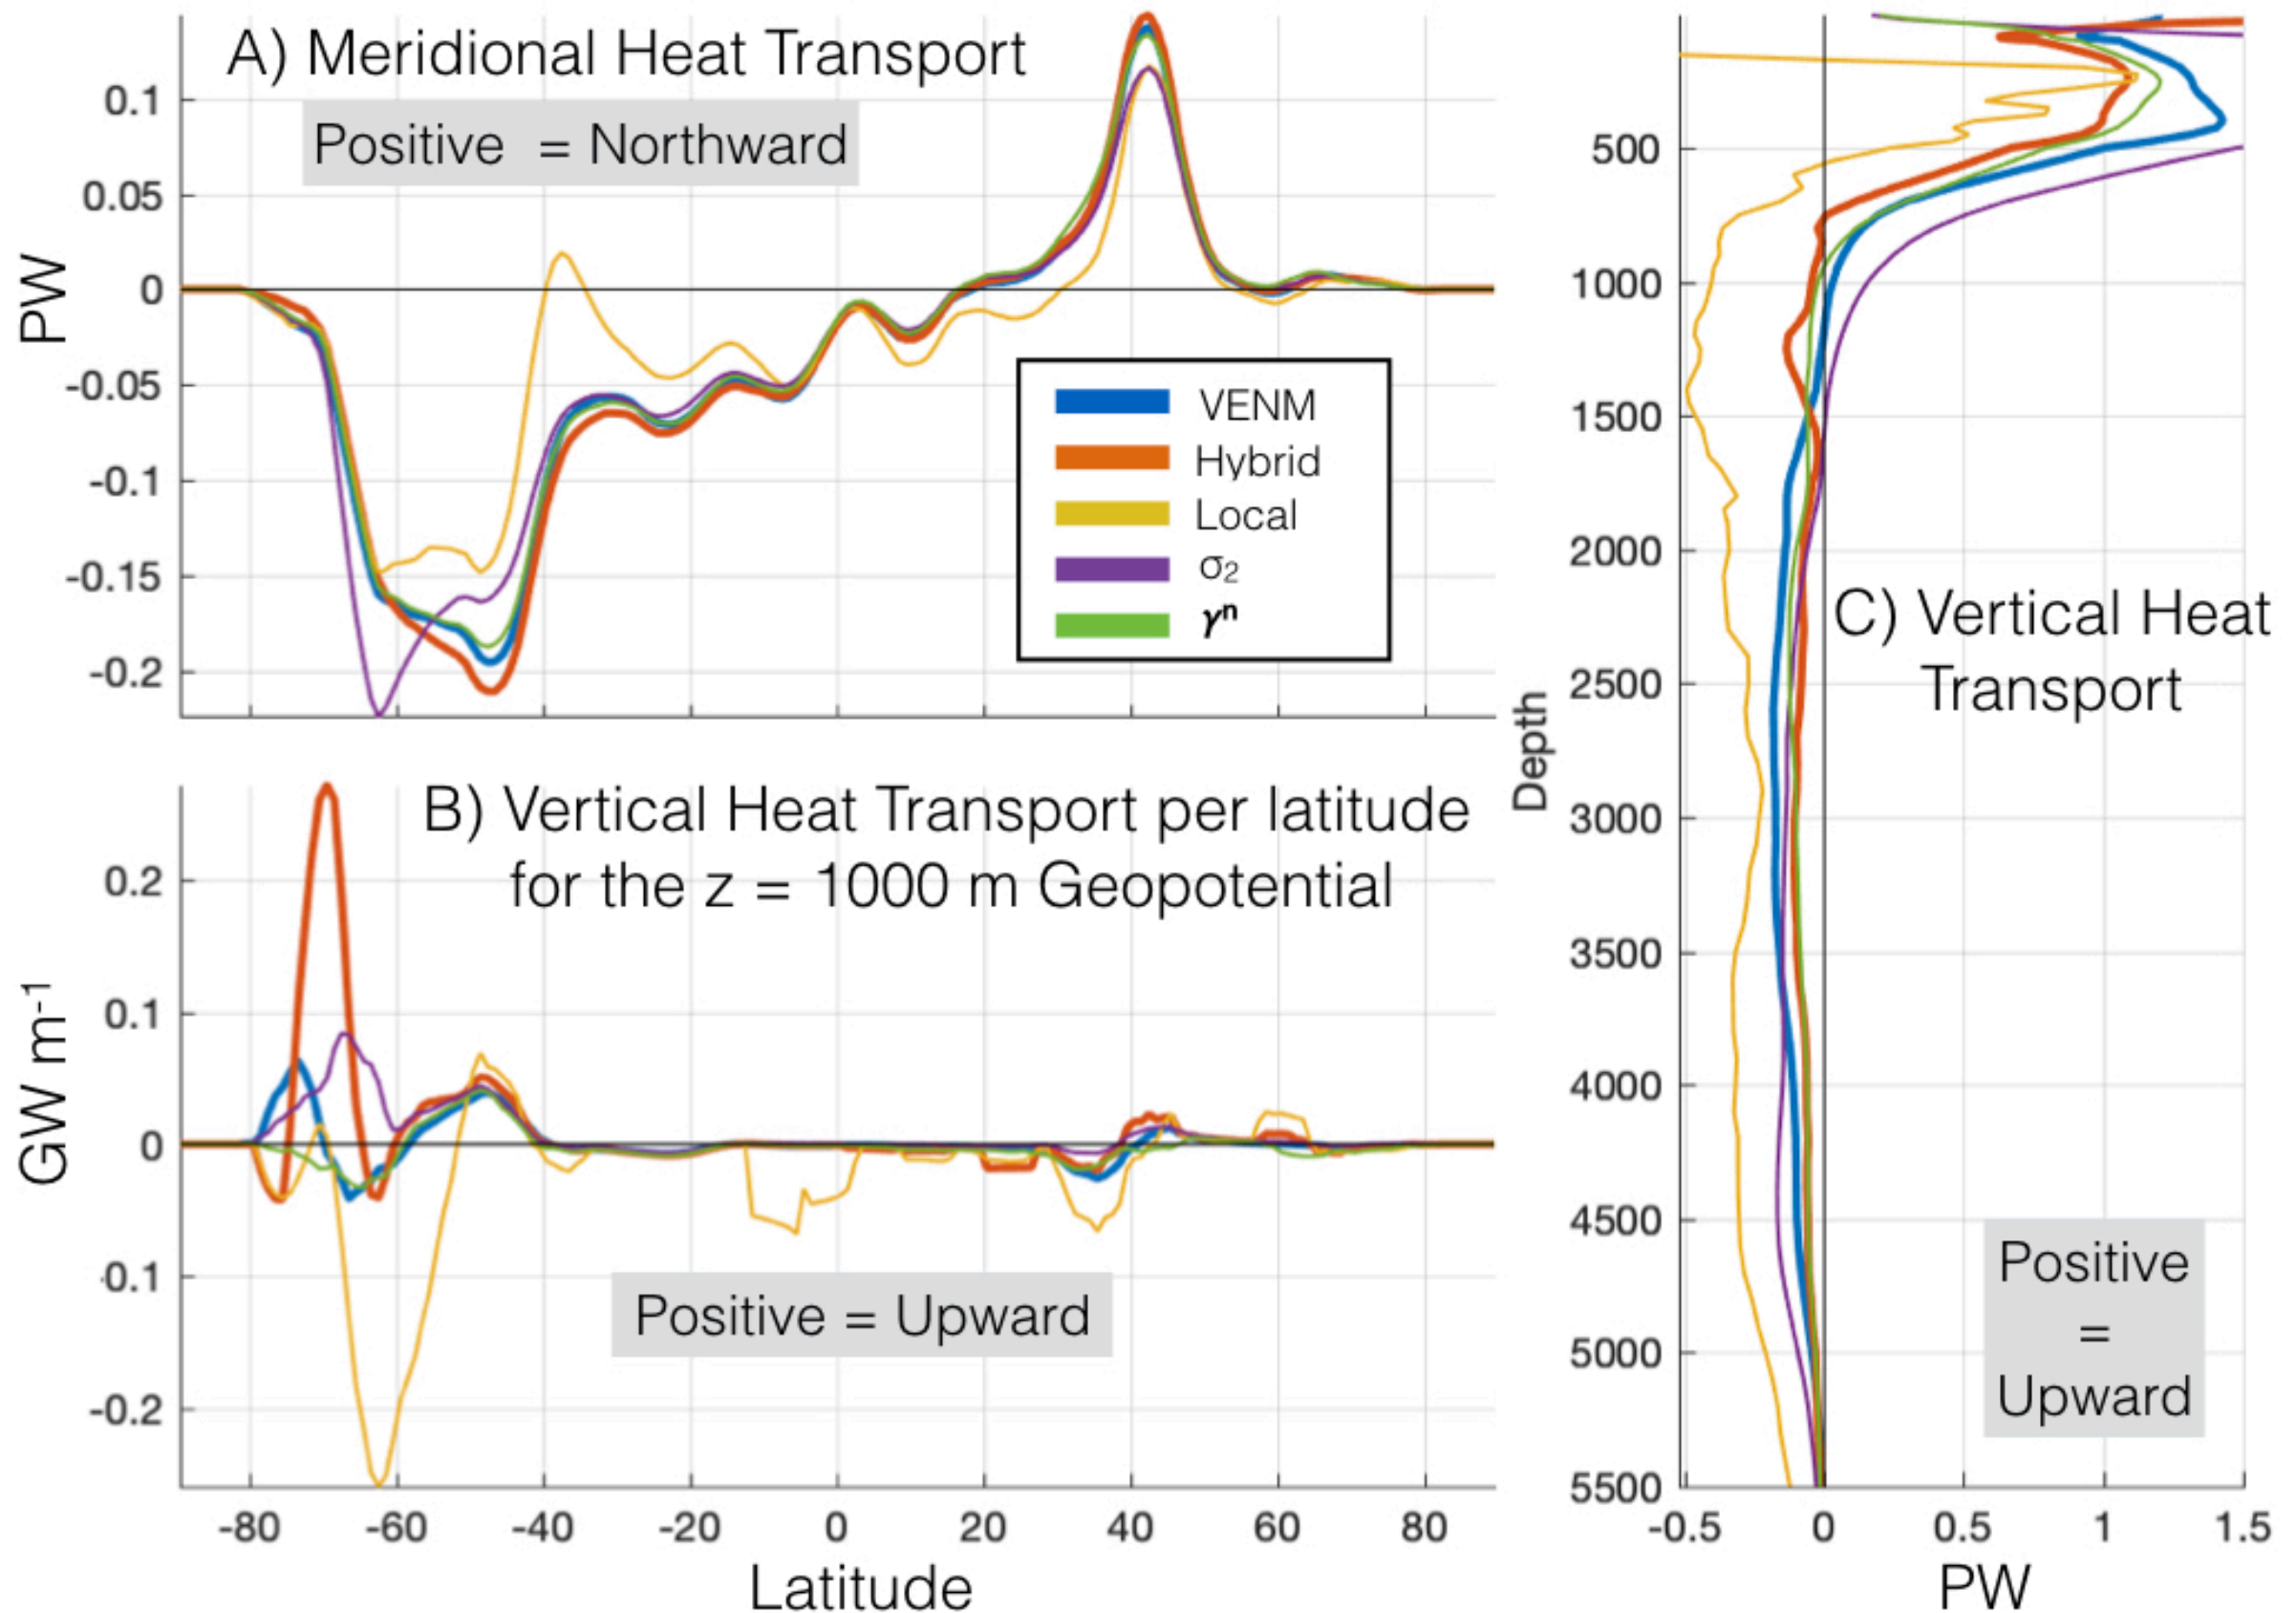 A) Meridional Heat Transport
Positive = Northward
0.1
0.05
0
-0.05
-0.1
-0.15
-0.2
PW
VENM
Hybrid
Local
σ₂
γⁿ
B) Vertical Heat Transport per latitude
for the z = 1000 m Geopotential
0.2
0.1
0
-0.1
-0.2
GW m⁻¹
Positive = Upward
-80
-60
-40
-20
0
20
40
60
80
Latitude
C) Vertical Heat
Transport
500
1000
1500
2000
2500
3000
3500
4000
4500
5000
5500
Depth
Positive
=
Upward
-0.5
0
0.5
1
1.5
PW